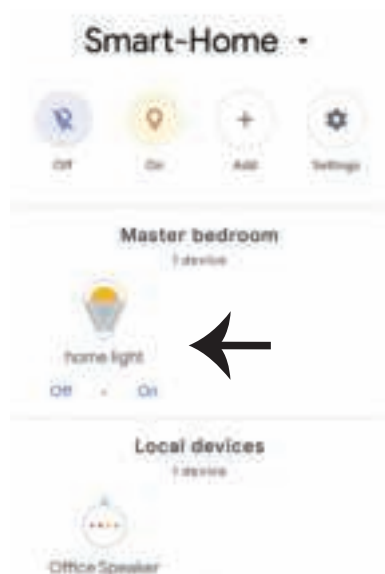 Smart-Home
Off On Add Settings
Master bedroom
1 device
home light
Off - On
Local devices
1 device
Office Speaker